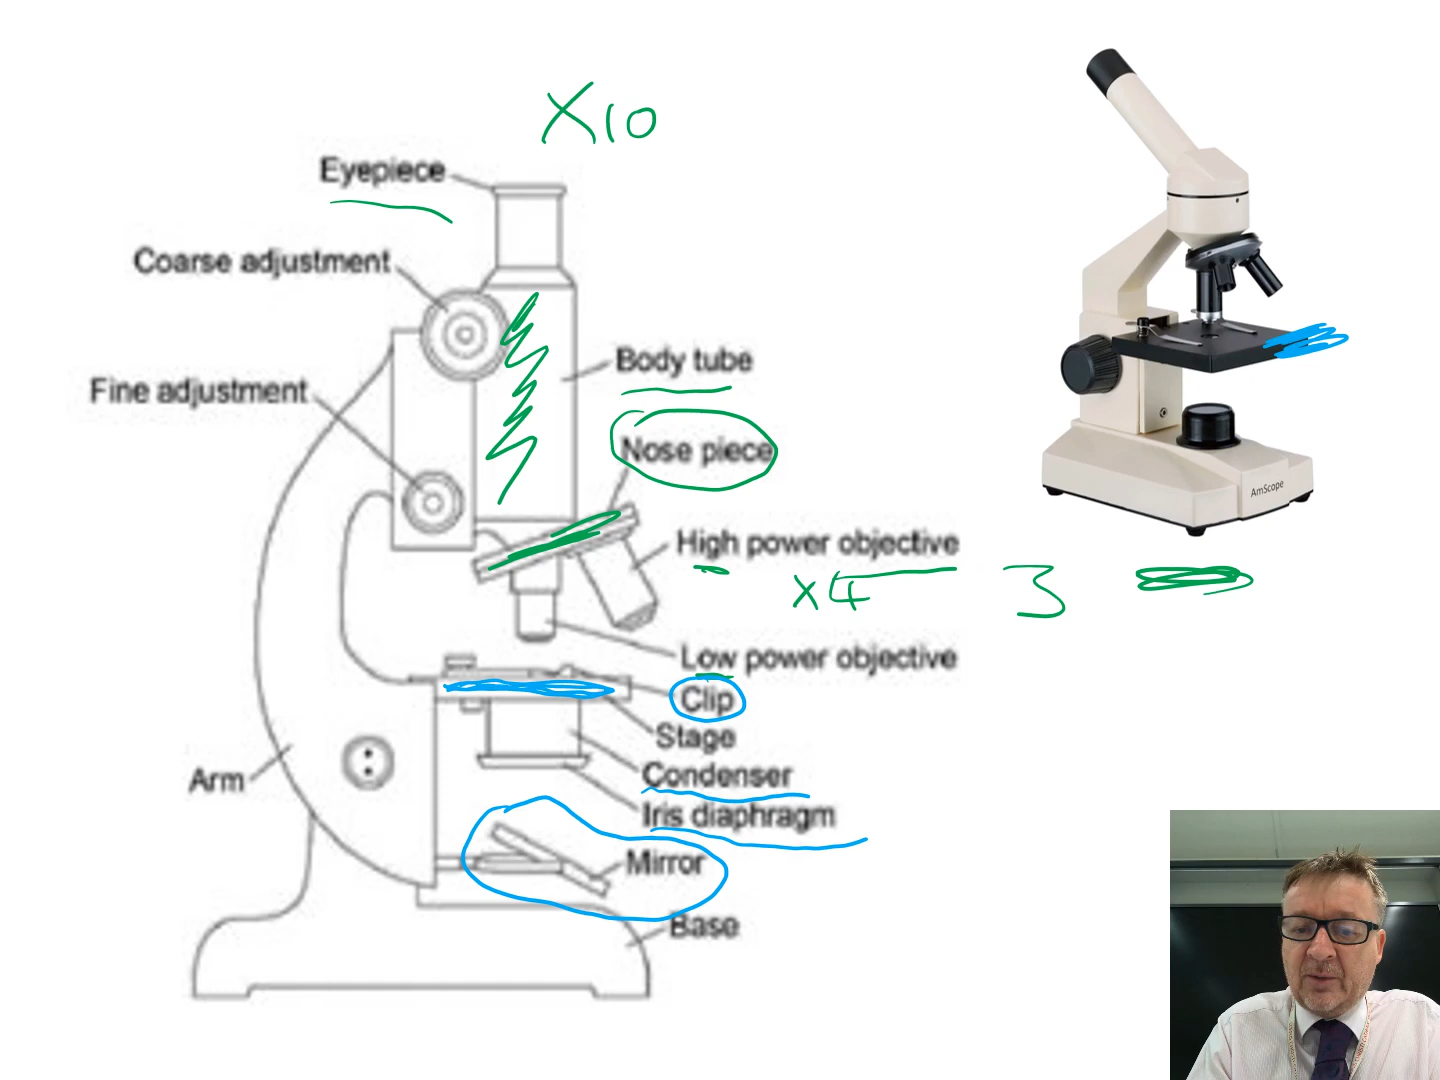 X10
Eyepiece
Coarse adjustment
Body tube
Fine adjustment
Nose piece
High power objective
x4 3
Low power objective
Clip
Stage
Condenser
Arm
Iris diaphragm
Mirror
Base
AmScope